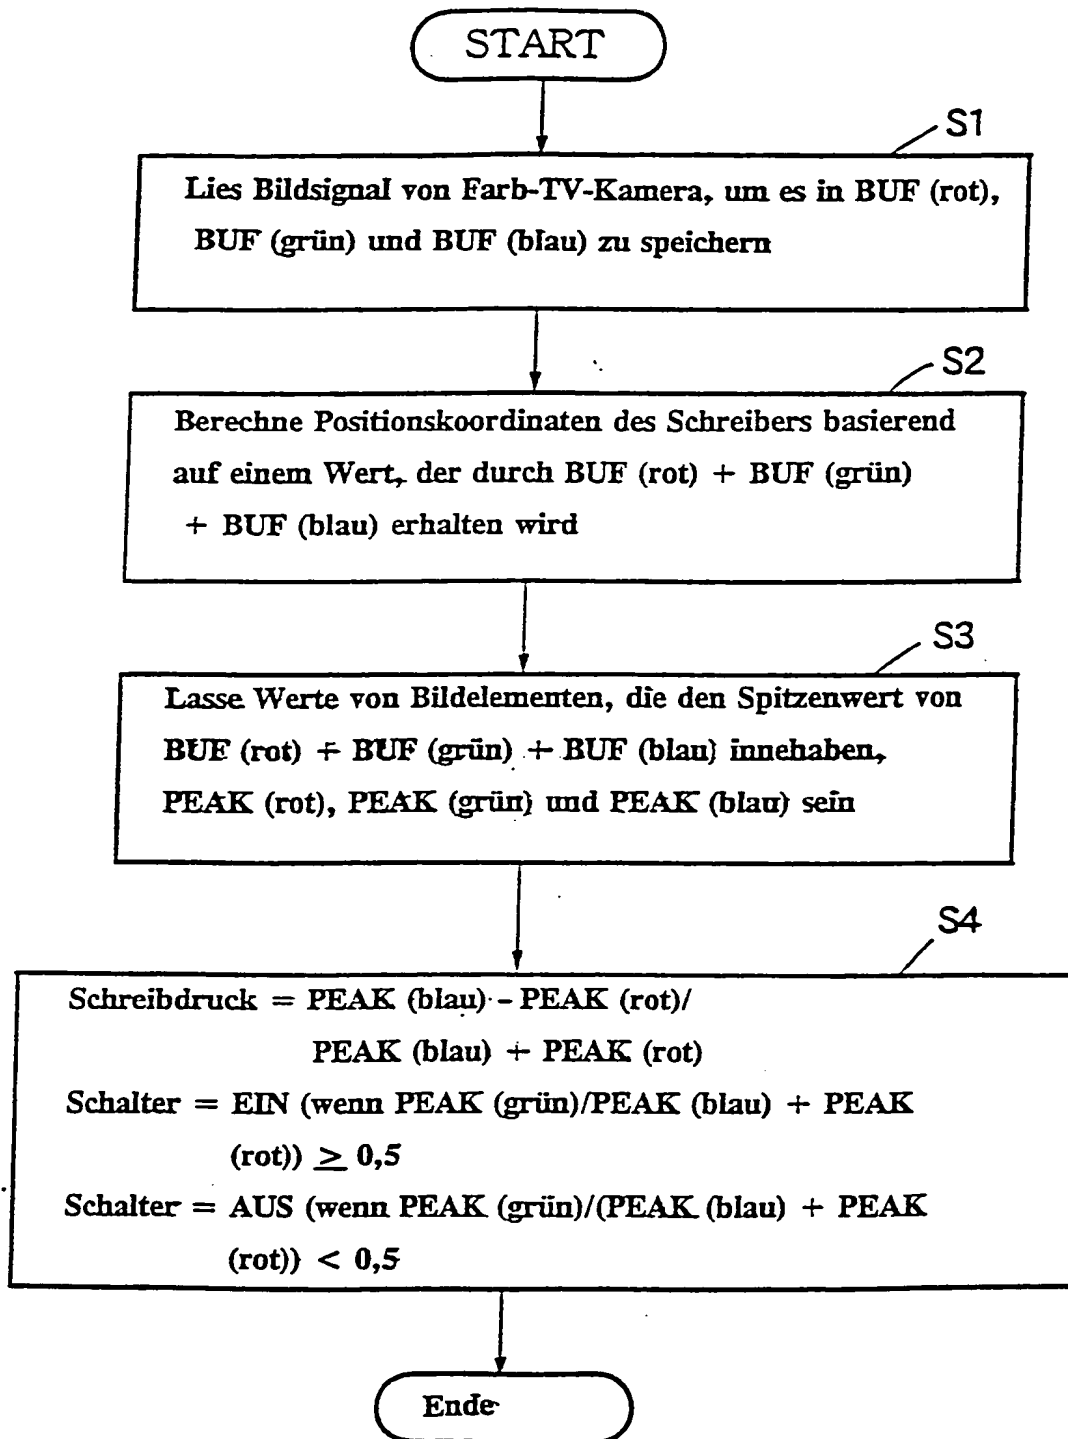 START
S1
Lies Bildsignal von Farb-TV-Kamera, um es in BUF (rot),
BUF (grün) und BUF (blau) zu speichern
S2
Berechne Positionskoordinaten des Schreibers basierend
auf einem Wert, der durch BUF (rot) + BUF (grün)
+ BUF (blau) erhalten wird
S3
Lasse Werte von Bildelementen, die den Spitzenwert von
BUF (rot) + BUF (grün) + BUF (blau) innehaben,
PEAK (rot), PEAK (grün) und PEAK (blau) sein
S4
Schreibdruck = PEAK (blau) - PEAK (rot)/
PEAK (blau) + PEAK (rot)
Schalter = EIN (wenn PEAK (grün)/PEAK (blau) + PEAK
(rot)) ≥ 0,5
Schalter = AUS (wenn PEAK (grün)/(PEAK (blau) + PEAK
(rot)) < 0,5
Ende